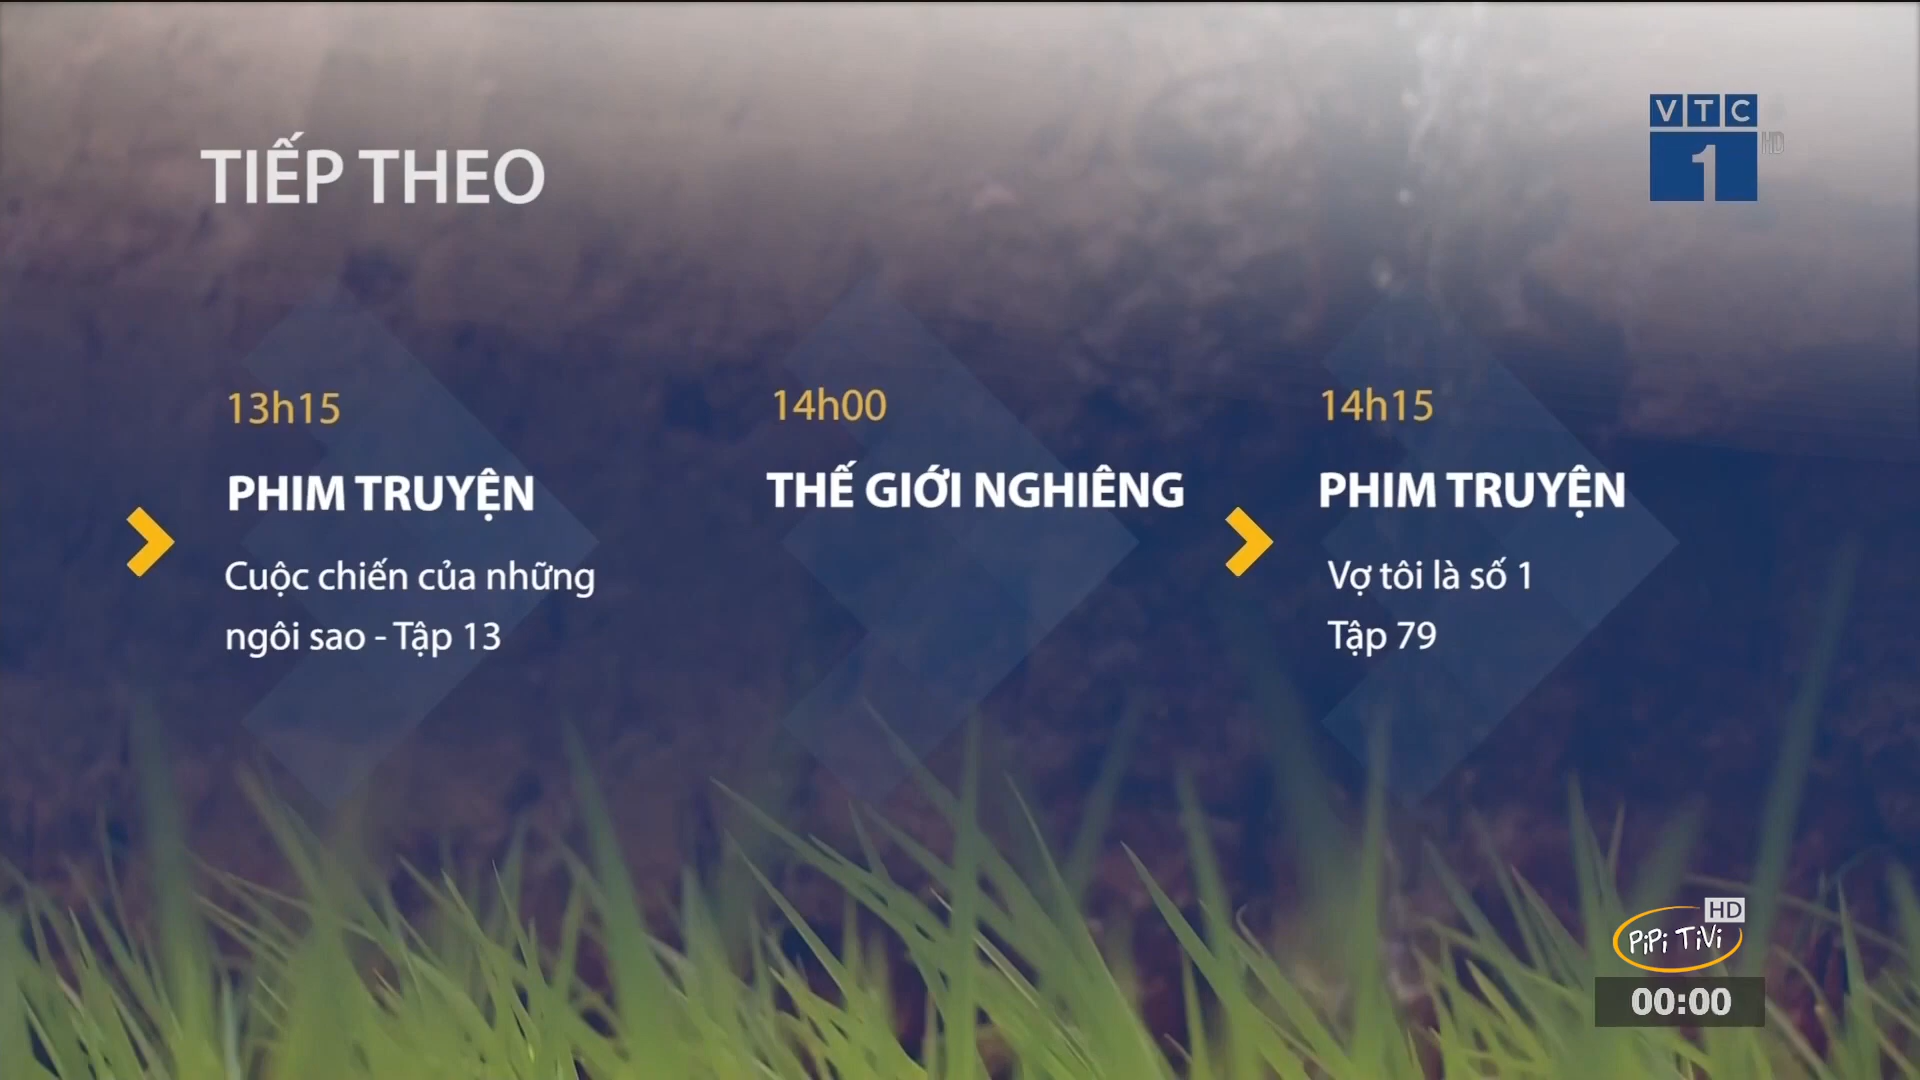 VTC
1
HD
TIẾP THEO
13h15
PHIM TRUYỆN
Cuộc chiến của những
ngôi sao - Tập 13
14h00
THẾ GIỚI NGHIÊNG
14h15
PHIM TRUYỆN
Vợ tôi là số 1
Tập 79
HD
PiPi TiVi
00:00